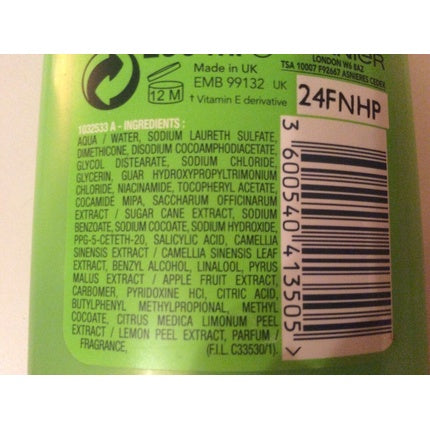 Made in UK
EMB 99132 UK
† Vitamin E derivative
LONDON W6 8AZ
TSA 10007 F92667 ASNIERES CEDEX
12 M
24FNHP
1032533 A - INGREDIENTS :
AQUA / WATER, SODIUM LAURETH SULFATE,
DIMETHICONE, DISODIUM COCOAMPHODIACETATE,
GLYCOL DISTEARATE, SODIUM CHLORIDE,
GLYCERIN, GUAR HYDROXYPROPYLTRIMONIUM
CHLORIDE, NIACINAMIDE, TOCOPHERYL ACETATE,
COCAMIDE MIPA, SACCHARUM OFFICINARUM
EXTRACT / SUGAR CANE EXTRACT, SODIUM
BENZOATE, SODIUM COCOATE, SODIUM HYDROXIDE,
PPG-5-CETETH-20, SALICYLIC ACID, CAMELLIA
SINENSIS EXTRACT / CAMELLIA SINENSIS LEAF
EXTRACT, BENZYL ALCOHOL, LINALOOL, PYRUS
MALUS EXTRACT / APPLE FRUIT EXTRACT,
CARBOMER, PYRIDOXINE HCl, CITRIC ACID,
BUTYLPHENYL METHYLPROPIONAL, METHYL
COCOATE, CITRUS MEDICA LIMONUM PEEL
EXTRACT / LEMON PEEL EXTRACT, PARFUM /
FRAGRANCE, (F.I.L. C33530/1).
3 600540 413505 >